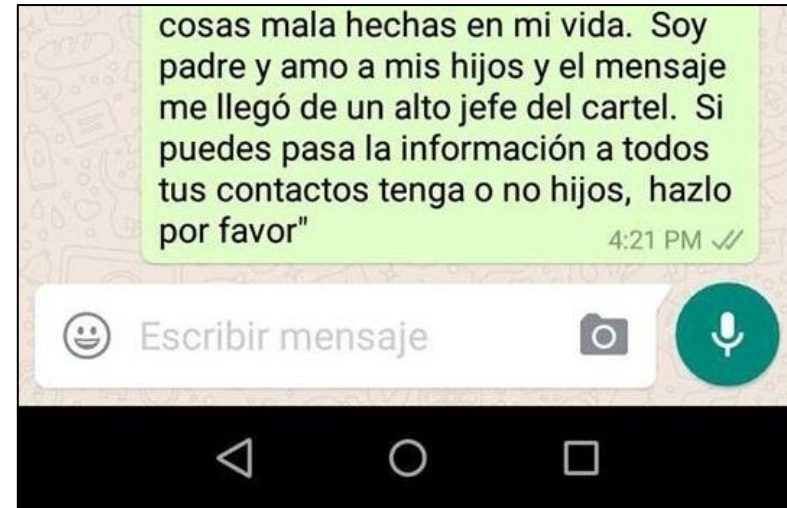 cosas mala hechas en mi vida. Soy
padre y amo a mis hijos y el mensaje
me llegó de un alto jefe del cartel. Si
puedes pasa la información a todos
tus contactos tenga o no hijos, hazlo
por favor"
4:21 PM
Escribir mensaje